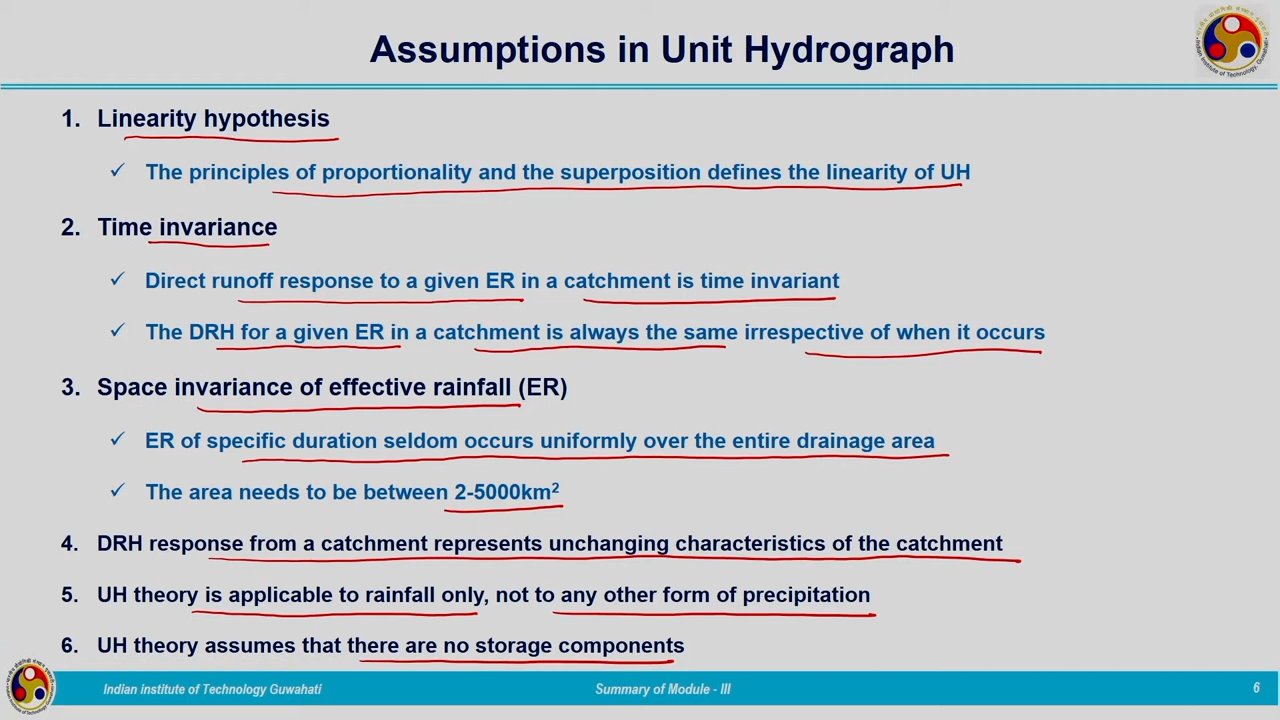 Assumptions in Unit Hydrograph
1. Linearity hypothesis
✓ The principles of proportionality and the superposition defines the linearity of UH
2. Time invariance
✓ Direct runoff response to a given ER in a catchment is time invariant
✓ The DRH for a given ER in a catchment is always the same irrespective of when it occurs
3. Space invariance of effective rainfall (ER)
✓ ER of specific duration seldom occurs uniformly over the entire drainage area
✓ The area needs to be between 2-5000km²
4. DRH response from a catchment represents unchanging characteristics of the catchment
5. UH theory is applicable to rainfall only, not to any other form of precipitation
6. UH theory assumes that there are no storage components
Indian institute of Technology Guwahati
Summary of Module - III
6